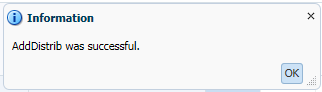 Information
AddDistrib was successful.
OK